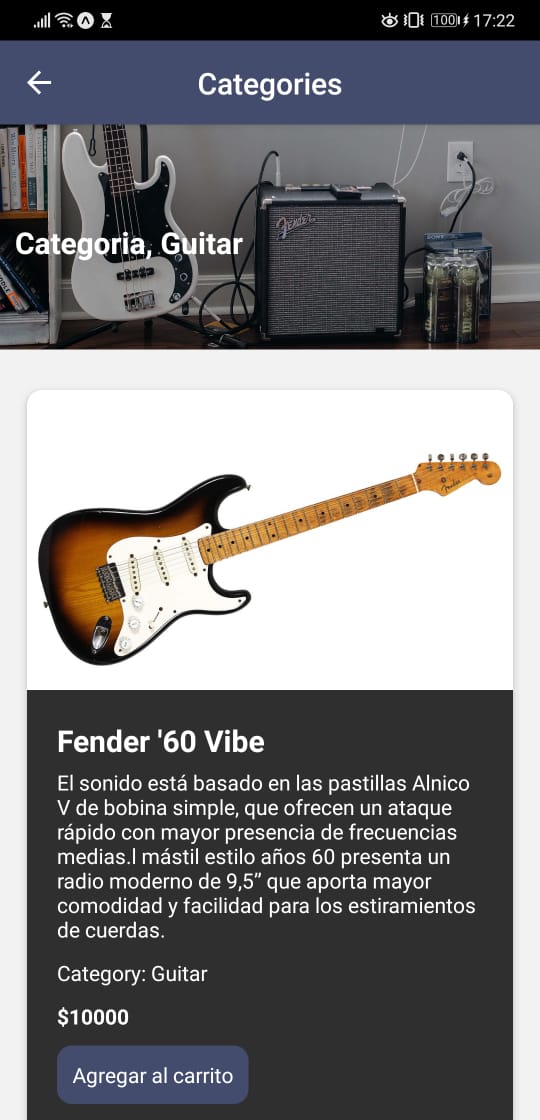 100 17:22
Categories
Fender
Categoria, Guitar
SONY
Fender
Fender '60 Vibe
El sonido está basado en las pastillas Alnico
V de bobina simple, que ofrecen un ataque
rápido con mayor presencia de frecuencias
medias.l mástil estilo años 60 presenta un
radio moderno de 9,5” que aporta mayor
comodidad y facilidad para los estiramientos
de cuerdas.
Category: Guitar
$10000
Agregar al carrito